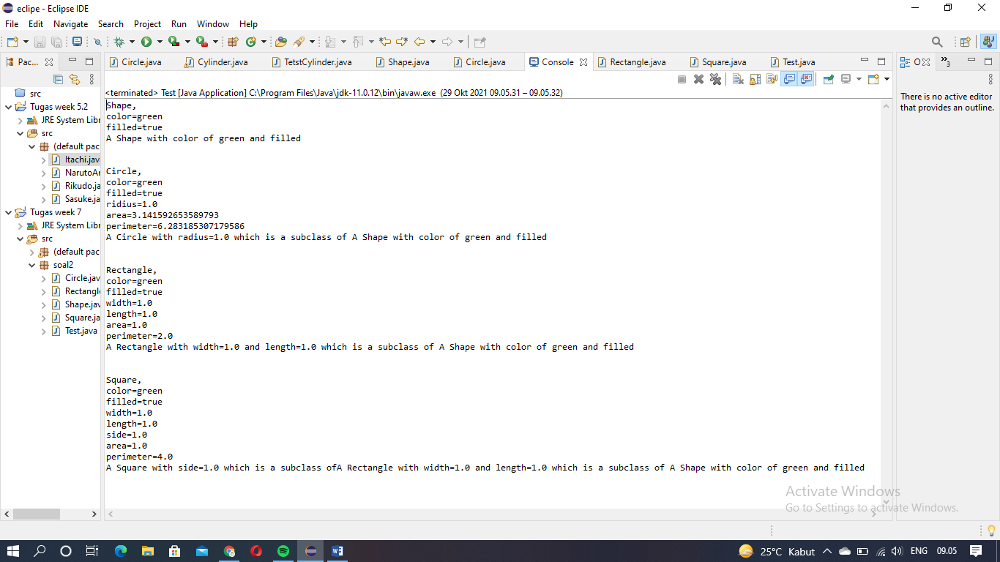 eclipe - Eclipse IDE
File Edit Navigate Search Project Run Window Help
Pac...
Circle.java Cylinder.java TetstCylinder.java Shape.java Circle.java Console Rectangle.java Square.java Test.java
O
»3
<terminated> Test [Java Application] C:\Program Files\Java\jdk-11.0.12\bin\javaw.exe (29 Okt 2021 09.05.31 – 09.05.32)
src
Tugas week 5.2
JRE System Libr
src
(default pac
Itachi.jav
NarutoAr
Rikudo.ja
Sasuke.ja
Tugas week 7
JRE System Libr
src
(default pac
soal2
Circle.jav
Rectangl
Shape.jav
Square.ja
Test.java
Shape,
color=green
filled=true
A Shape with color of green and filled
Circle,
color=green
filled=true
ridius=1.0
area=3.141592653589793
perimeter=6.283185307179586
A Circle with radius=1.0 which is a subclass of A Shape with color of green and filled
Rectangle,
color=green
filled=true
width=1.0
length=1.0
area=1.0
perimeter=2.0
A Rectangle with width=1.0 and length=1.0 which is a subclass of A Shape with color of green and filled
Square,
color=green
filled=true
width=1.0
length=1.0
side=1.0
area=1.0
perimeter=4.0
A Square with side=1.0 which is a subclass ofA Rectangle with width=1.0 and length=1.0 which is a subclass of A Shape with color of green and filled
There is no active editor
that provides an outline.
Activate Windows
Go to Settings to activate Windows.
25°C Kabut ENG 09.05